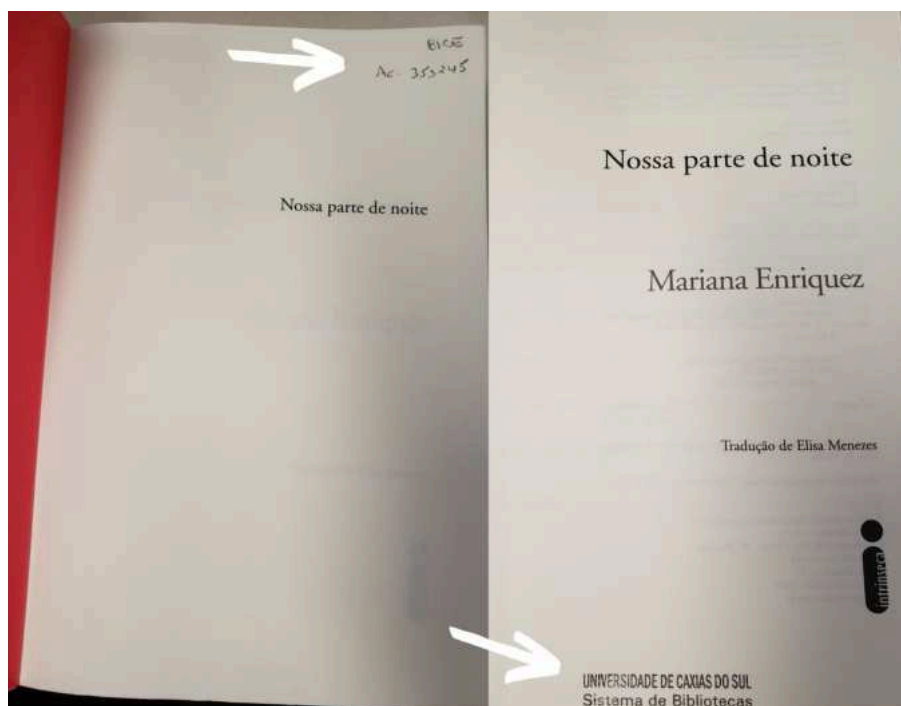 BICE
Ac. 353245
Nossa parte de noite
Nossa parte de noite
Mariana Enriquez
Tradução de Elisa Menezes
intrínseca
UNIVERSIDADE DE CAXIAS DO SUL
Sistema de Bibliotecas